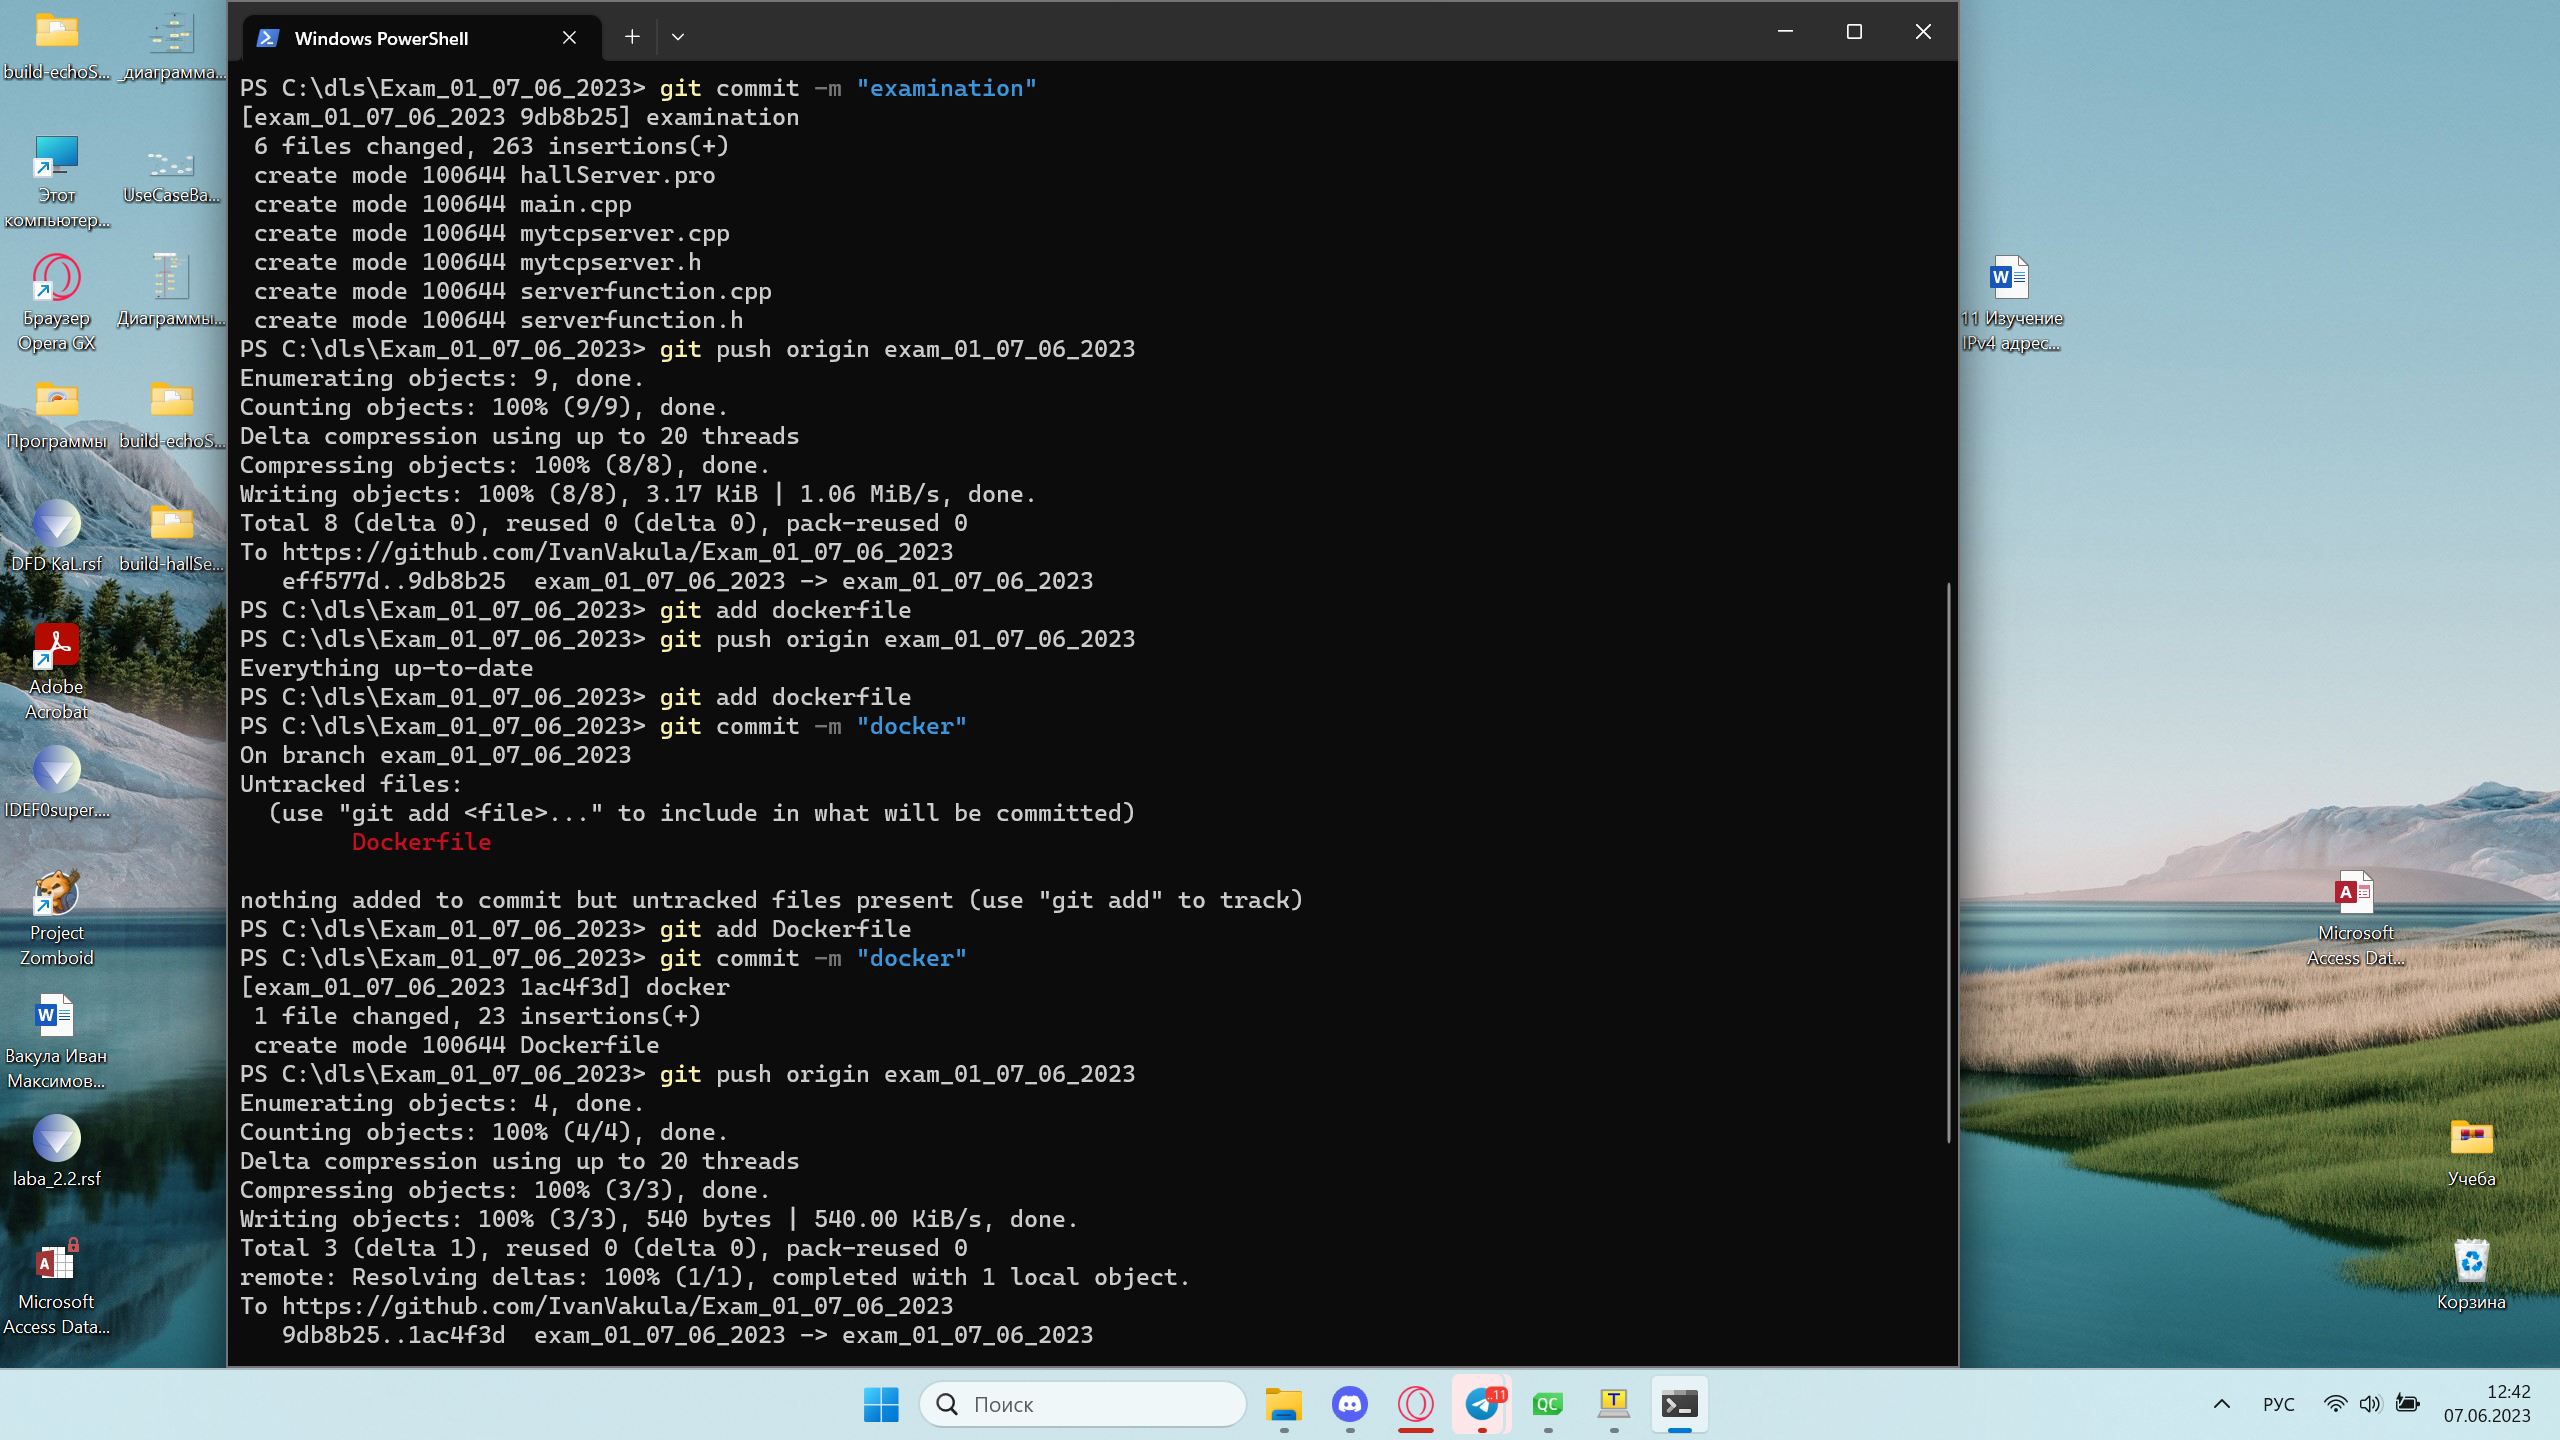 Windows PowerShell
PS C:\dls\Exam_01_07_06_2023> git commit -m "examination"
[exam_01_07_06_2023 9db8b25] examination
 6 files changed, 263 insertions(+)
 create mode 100644 hallServer.pro
 create mode 100644 main.cpp
 create mode 100644 mytcpserver.cpp
 create mode 100644 mytcpserver.h
 create mode 100644 serverfunction.cpp
 create mode 100644 serverfunction.h
PS C:\dls\Exam_01_07_06_2023> git push origin exam_01_07_06_2023
Enumerating objects: 9, done.
Counting objects: 100% (9/9), done.
Delta compression using up to 20 threads
Compressing objects: 100% (8/8), done.
Writing objects: 100% (8/8), 3.17 KiB | 1.06 MiB/s, done.
Total 8 (delta 0), reused 0 (delta 0), pack-reused 0
To https://github.com/IvanVakula/Exam_01_07_06_2023
   eff577d..9db8b25  exam_01_07_06_2023 -> exam_01_07_06_2023
PS C:\dls\Exam_01_07_06_2023> git add dockerfile
PS C:\dls\Exam_01_07_06_2023> git push origin exam_01_07_06_2023
Everything up-to-date
PS C:\dls\Exam_01_07_06_2023> git add dockerfile
PS C:\dls\Exam_01_07_06_2023> git commit -m "docker"
On branch exam_01_07_06_2023
Untracked files:
  (use "git add <file>..." to include in what will be committed)
        Dockerfile

nothing added to commit but untracked files present (use "git add" to track)
PS C:\dls\Exam_01_07_06_2023> git add Dockerfile
PS C:\dls\Exam_01_07_06_2023> git commit -m "docker"
[exam_01_07_06_2023 1ac4f3d] docker
 1 file changed, 23 insertions(+)
 create mode 100644 Dockerfile
PS C:\dls\Exam_01_07_06_2023> git push origin exam_01_07_06_2023
Enumerating objects: 4, done.
Counting objects: 100% (4/4), done.
Delta compression using up to 20 threads
Compressing objects: 100% (3/3), done.
Writing objects: 100% (3/3), 540 bytes | 540.00 KiB/s, done.
Total 3 (delta 1), reused 0 (delta 0), pack-reused 0
remote: Resolving deltas: 100% (1/1), completed with 1 local object.
To https://github.com/IvanVakula/Exam_01_07_06_2023
   9db8b25..1ac4f3d  exam_01_07_06_2023 -> exam_01_07_06_2023
build-echoS...
_диаграмма...
Этот
компьютер...
UseCaseBa...
Браузер
Opera GX
Диаграммы...
Программы
build-echoS...
DFD KaL.rsf
build-hallSe...
Adobe
Acrobat
IDEF0super....
Project
Zomboid
Вакула Иван
Максимов...
laba_2.2.rsf
Microsoft
Access Data...
11 Изучение
IPv4 адрес...
Microsoft
Access Dat...
Учеба
Корзина
Поиск
..11
QC
T
РУС
12:42
07.06.2023